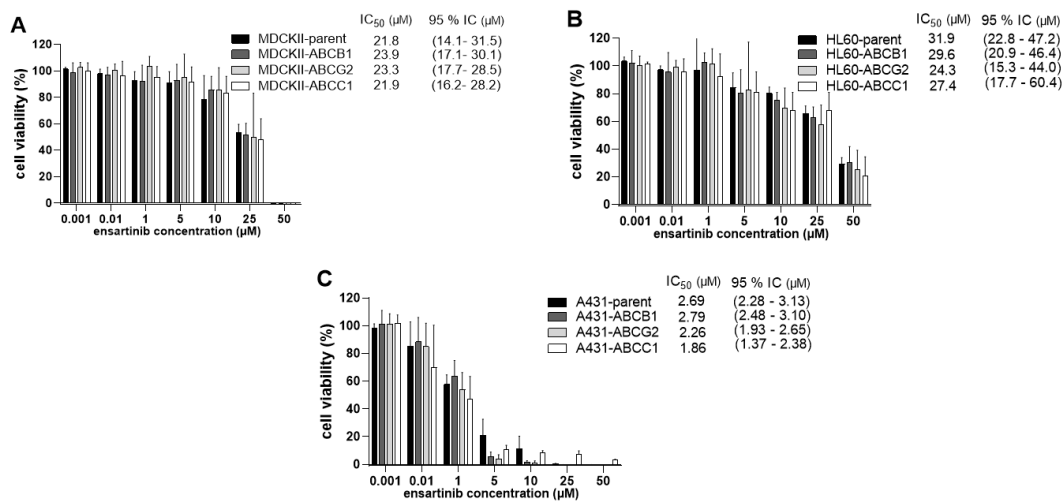 A
IC50 (µM) 95 % IC (µM)
MDCKII-parent 21.8 (14.1- 31.5)
MDCKII-ABCB1 23.9 (17.1- 30.1)
MDCKII-ABCG2 23.3 (17.7- 28.5)
MDCKII-ABCC1 21.9 (16.2- 28.2)
cell viability (%)
120
100
80
60
40
20
0
0.001 0.01 1 5 10 25 50
ensartinib concentration (µM)
B
IC50 (µM) 95 % IC (µM)
HL60-parent 31.9 (22.8 - 47.2)
HL60-ABCB1 29.6 (20.9 - 46.4)
HL60-ABCG2 24.3 (15.3- 44.0)
HL60-ABCC1 27.4 (17.7 - 60.4)
cell viability (%)
120
100
80
60
40
20
0
0.001 0.01 1 5 10 25 50
ensartinib concentration (µM)
C
IC50 (µM) 95 % IC (µM)
A431-parent 2.69 (2.28 - 3.13)
A431-ABCB1 2.79 (2.48 - 3.10)
A431-ABCG2 2.26 (1.93 - 2.65)
A431-ABCC1 1.86 (1.37 - 2.38)
cell viability (%)
120
100
80
60
40
20
0
0.001 0.01 1 5 10 25 50
ensartinib concentration (µM)